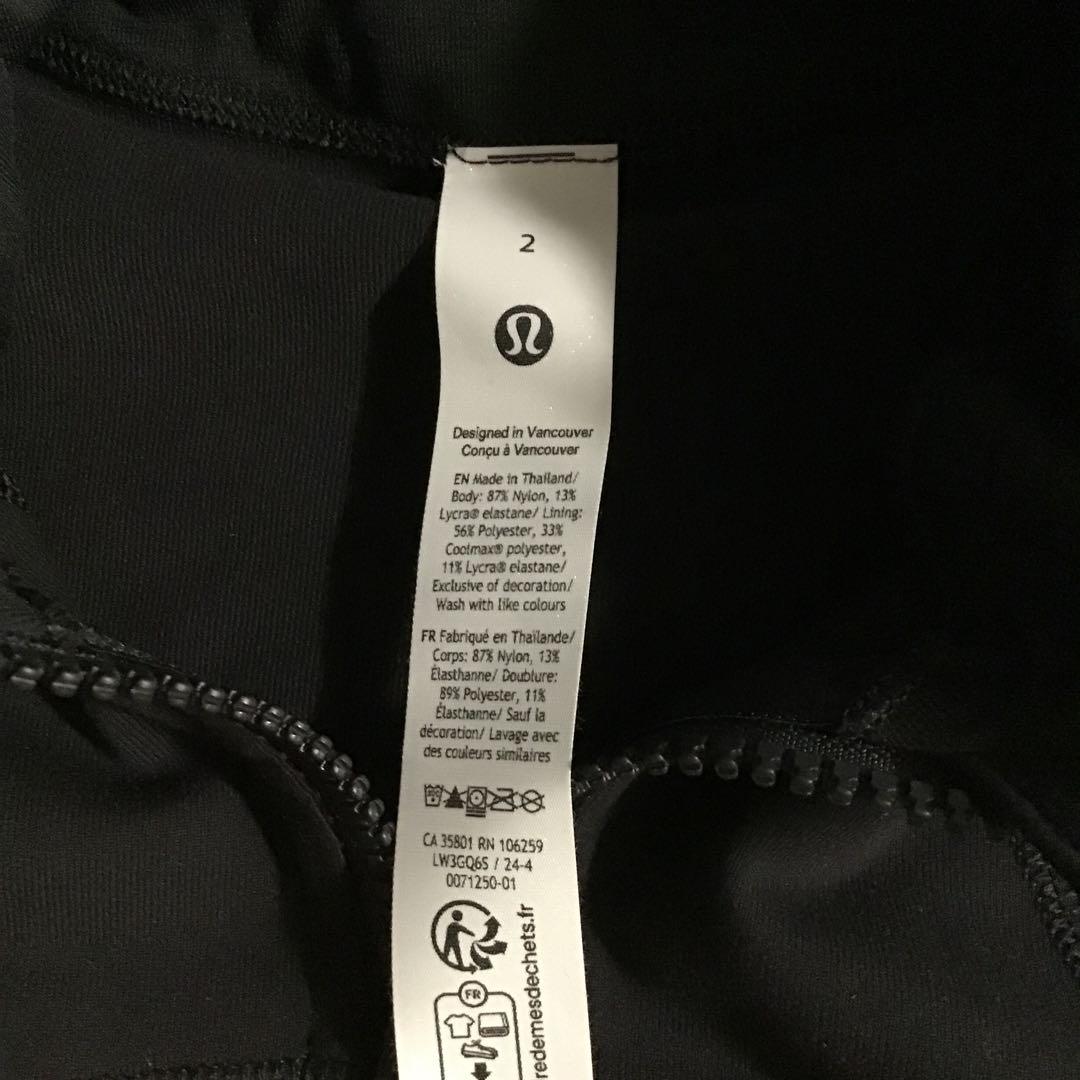 2
Designed in Vancouver
Conçu à Vancouver
EN Made in Thailand/
Body: 87% Nylon, 13%
Lycra® elastane/ Lining:
56% Polyester, 33%
Coolmax® polyester,
11% Lycra® elastane/
Exclusive of decoration/
Wash with like colours
FR Fabriqué en Thaïlande/
Corps: 87% Nylon, 13%
Élasthanne/ Doublure:
89% Polyester, 11%
Élasthanne/ Sauf la
décoration/ Lavage avec
des couleurs similaires
CA 35801 RN 106259
LW3GQ6S / 24-4
0071250-01
redemesdechets.fr
FR